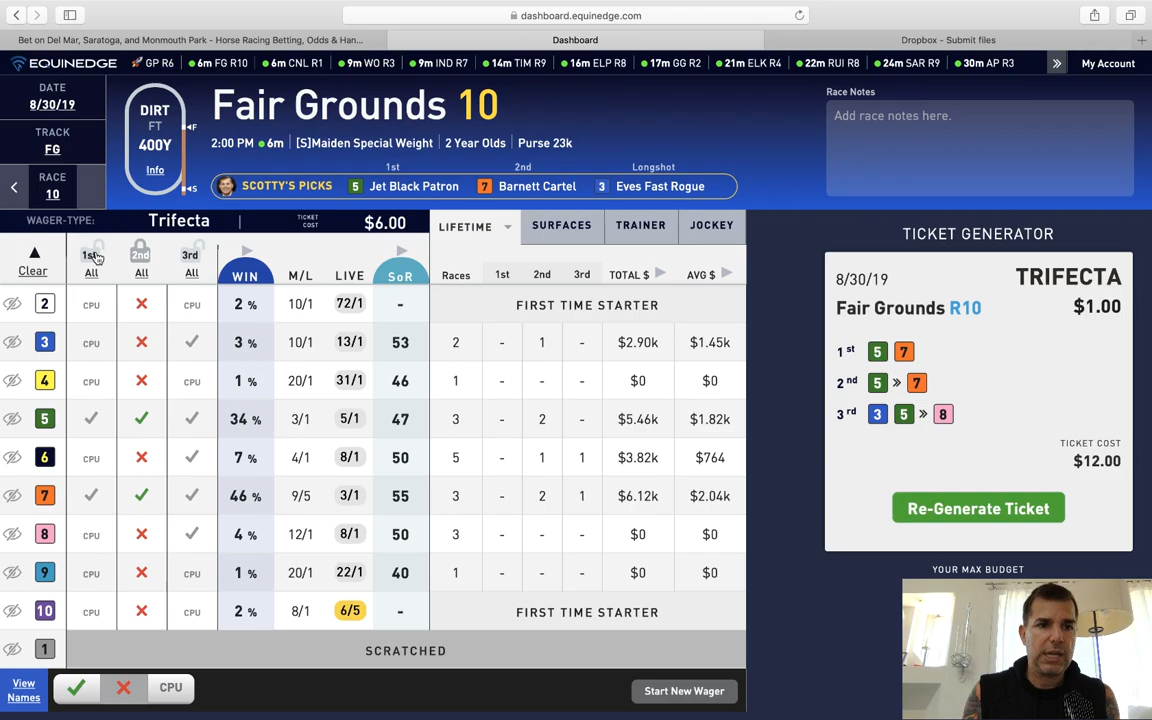 dashboard.equinedge.com
Bet on Del Mar, Saratoga, and Monmouth Park - Horse Racing Betting, Odds & Han...
Dashboard
Dropbox - Submit files
EQUINEDGE
GP R6
6m FG R10
6m CNL R1
9m WO R3
9m IND R7
14m TIM R9
16m ELP R8
17m GG R2
21m ELK R4
22m RUI R8
24m SAR R9
30m AP R3
My Account
DATE
8/30/19
TRACK
FG
RACE
10
DIRT
FT
400Y
Info
F
S
Fair Grounds 10
2:00 PM 6m [S]Maiden Special Weight 2 Year Olds Purse 23k
1st 2nd Longshot
SCOTTY'S PICKS 5 Jet Black Patron 7 Barnett Cartel 3 Eves Fast Rogue
Race Notes
Add race notes here.
WAGER-TYPE: Trifecta TICKET COST $6.00
LIFETIME SURFACES TRAINER JOCKEY
Clear 1st All 2nd All 3rd All WIN M/L LIVE SoR Races 1st 2nd 3rd TOTAL $ AVG $
2 CPU CPU 2 % 10/1 72/1 - FIRST TIME STARTER
3 CPU 3 % 10/1 13/1 53 2 - 1 - $2.90k $1.45k
4 CPU CPU 1 % 20/1 31/1 46 1 - - - $0 $0
5 34 % 3/1 5/1 47 3 - 2 - $5.46k $1.82k
6 CPU 7 % 4/1 8/1 50 5 - 1 1 $3.82k $764
7 46 % 9/5 3/1 55 3 - 2 1 $6.12k $2.04k
8 CPU 4 % 12/1 8/1 50 3 - - - $0 $0
9 CPU CPU 1 % 20/1 22/1 40 1 - - - $0 $0
10 CPU CPU 2 % 8/1 6/5 - FIRST TIME STARTER
1 SCRATCHED
View Names
CPU
Start New Wager
TICKET GENERATOR
8/30/19 TRIFECTA
Fair Grounds R10 $1.00
1st 5 7
2nd 5 » 7
3rd 3 5 » 8
TICKET COST
$12.00
Re-Generate Ticket
YOUR MAX BUDGET